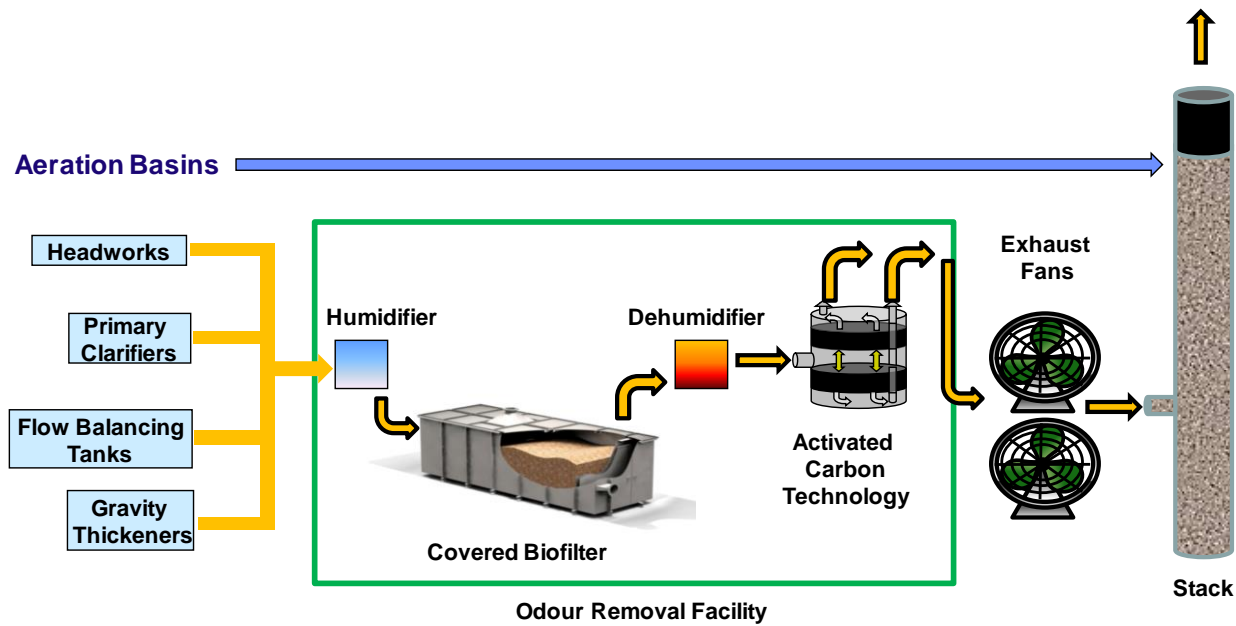 Aeration Basins
Headworks
Primary
Clarifiers
Flow Balancing
Tanks
Gravity
Thickeners
Humidifier
Covered Biofilter
Dehumidifier
Activated
Carbon
Technology
Odour Removal Facility
Exhaust
Fans
Stack